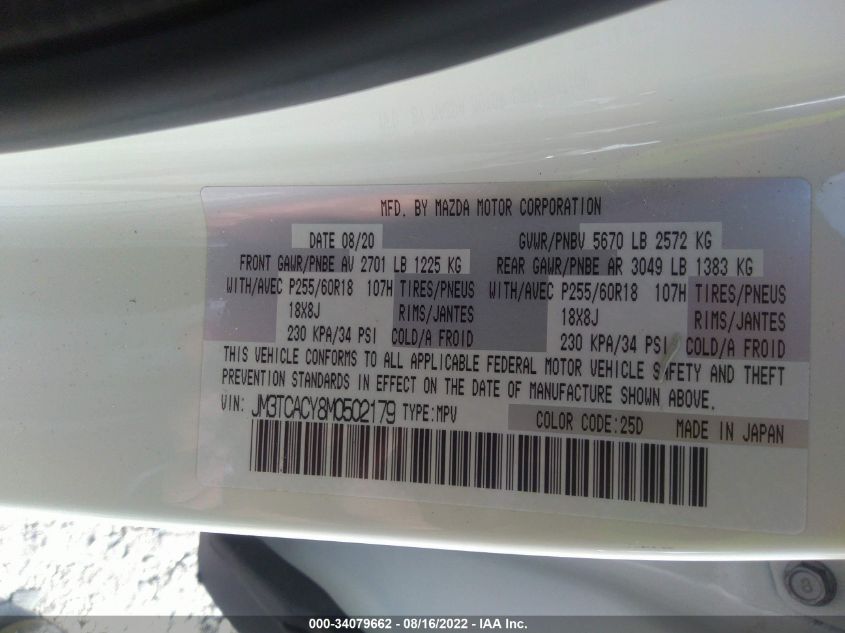 MFD. BY MAZDA MOTOR CORPORATION
DATE 08/20 GVWR/PNBV 5670 LB 2572 KG
FRONT GAWR/PNBE AV 2701 LB 1225 KG REAR GAWR/PNBE AR 3049 LB 1383 KG
WITH/AVEC P255/60R18 107H TIRES/PNEUS WITH/AVEC P255/60R18 107H TIRES/PNEUS
18X8J RIMS/JANTES 18X8J RIMS/JANTES
230 KPA/34 PSI COLD/A FROID 230 KPA/34 PSI COLD/A FROID
THIS VEHICLE CONFORMS TO ALL APPLICABLE FEDERAL MOTOR VEHICLE SAFETY AND THEFT
PREVENTION STANDARDS IN EFFECT ON THE DATE OF MANUFACTURE SHOWN ABOVE.
VIN: JM3TCACY8M0502179 TYPE:MPV COLOR CODE:25D MADE IN JAPAN
8
000-34079662 - 08/16/2022 - IAA Inc.